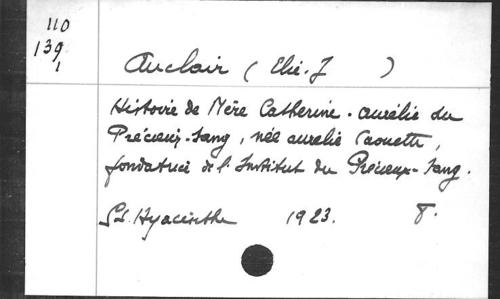 110
139
1
Auclair ( Elie-J )
Histoire de Mère Catherine-aurélie du
Précieux-Sang, née aurélie Caouette,
fondatrice de l'Institut du Précieux-Sang.
St. Hyacinthe 1923. 8.